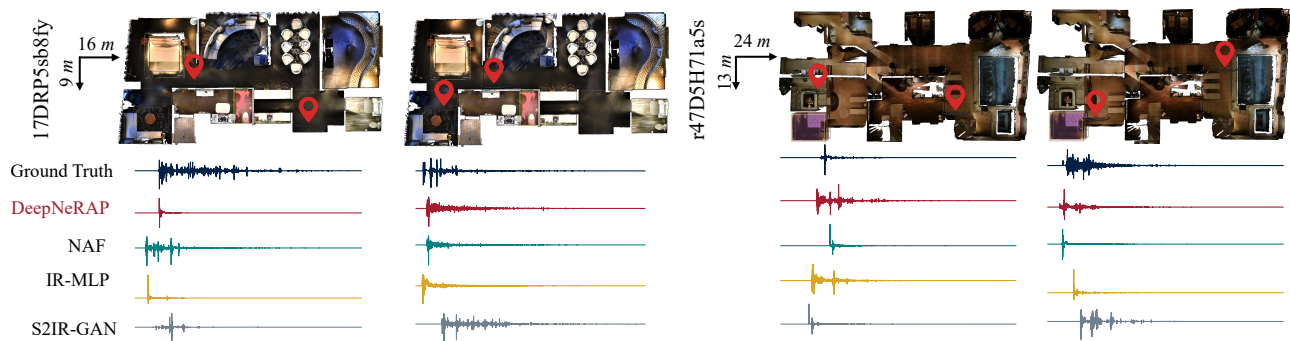 17DRP5sb8fy
16 m
9 m
r47D5H71a5s
24 m
13 m
Ground Truth
DeepNeRAP
NAF
IR-MLP
S2IR-GAN